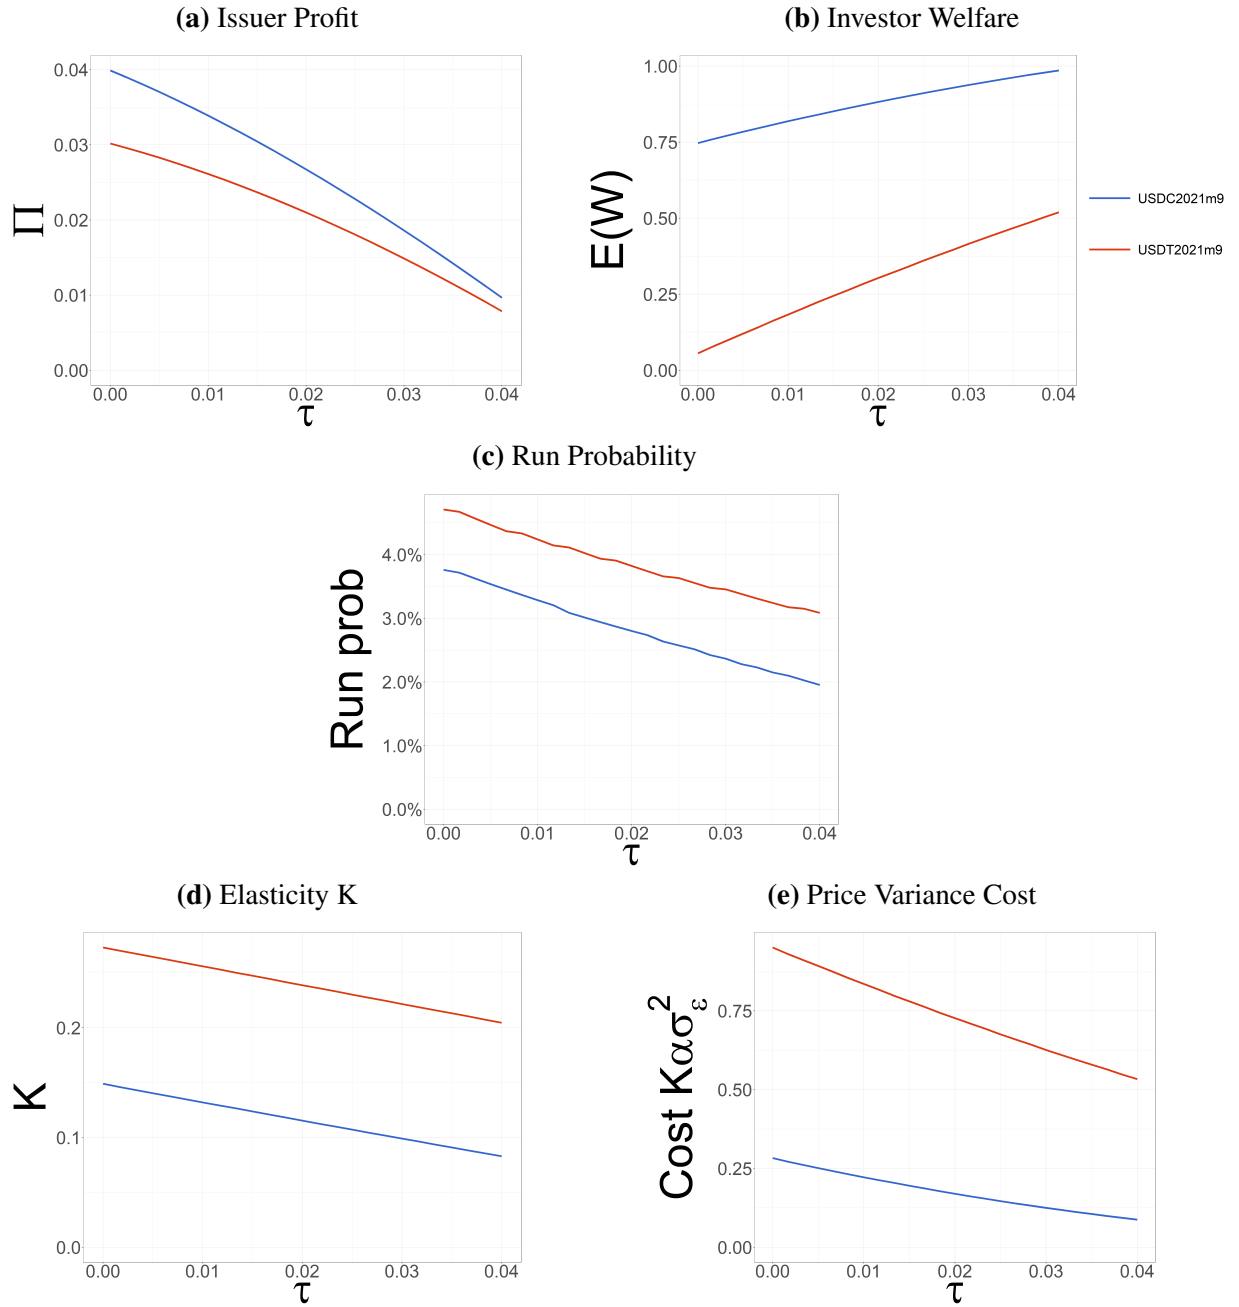 (a) Issuer Profit
0.04
0.03
0.02
0.01
0.00
Π
0.00 0.01 0.02 0.03 0.04
τ
(b) Investor Welfare
1.00
0.75
0.50
0.25
0.00
E(W)
0.00 0.01 0.02 0.03 0.04
τ
USDC2021m9
USDT2021m9
(c) Run Probability
4.0%
3.0%
2.0%
1.0%
0.0%
Run prob
0.00 0.01 0.02 0.03 0.04
τ
(d) Elasticity K
0.2
0.1
0.0
K
0.00 0.01 0.02 0.03 0.04
τ
(e) Price Variance Cost
0.75
0.50
0.25
0.00
Cost Kασ²ε
0.00 0.01 0.02 0.03 0.04
τ